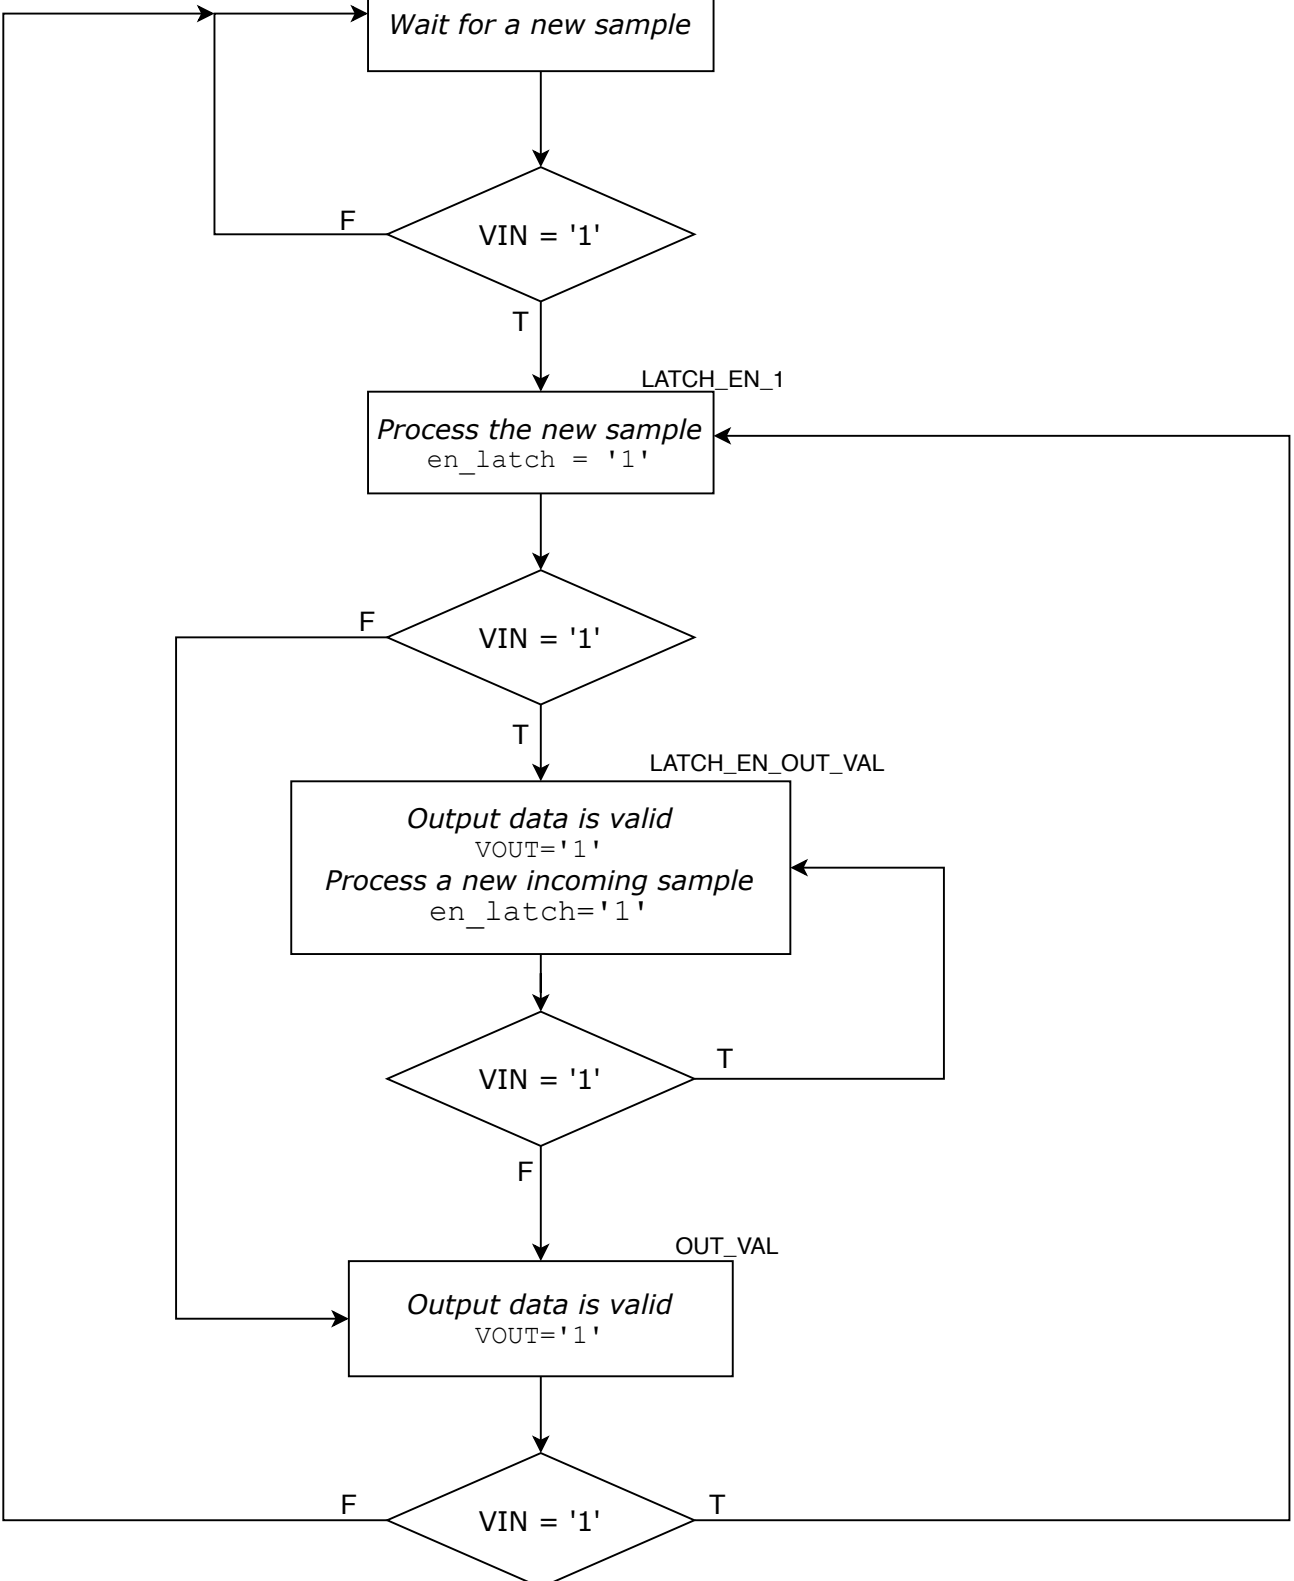 Wait for a new sample
VIN = '1'
F
T
LATCH_EN_1
Process the new sample
en_latch = '1'
VIN = '1'
F
T
LATCH_EN_OUT_VAL
Output data is valid
VOUT='1'
Process a new incoming sample
en_latch='1'
VIN = '1'
T
F
OUT_VAL
Output data is valid
VOUT='1'
VIN = '1'
F
T